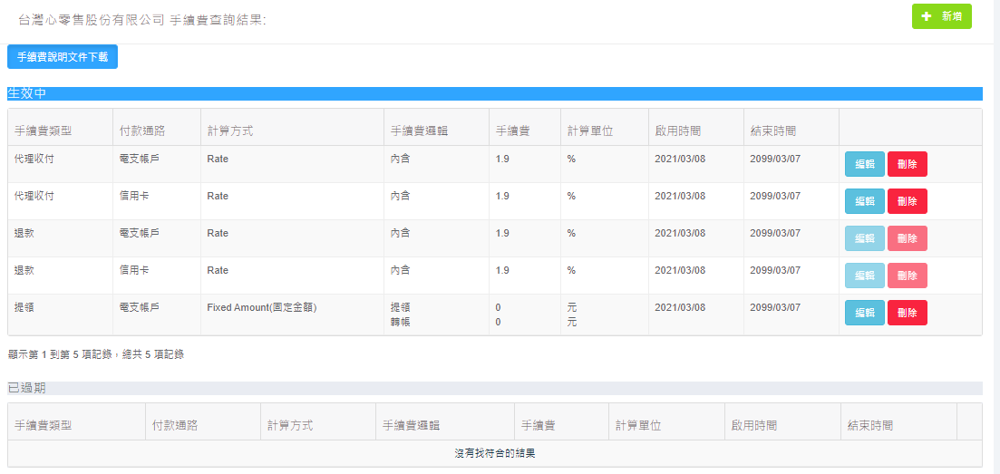 台灣心零售股份有限公司 手續費查詢結果:
新增
手續費說明文件下載
生效中
手續費類型 付款通路 計算方式 手續費邏輯 手續費 計算單位 啟用時間 結束時間
代理收付 電支帳戶 Rate 內含 1.9 % 2021/03/08 2099/03/07 編輯 刪除
代理收付 信用卡 Rate 內含 1.9 % 2021/03/08 2099/03/07 編輯 刪除
退款 電支帳戶 Rate 內含 1.9 % 2021/03/08 2099/03/07 編輯 刪除
退款 信用卡 Rate 內含 1.9 % 2021/03/08 2099/03/07 編輯 刪除
提領 電支帳戶 Fixed Amount(固定金額) 提領 0 元 2021/03/08 2099/03/07 編輯 刪除
轉帳 0 元
顯示第 1 到第 5 項記錄，總共 5 項記錄
已過期
手續費類型 付款通路 計算方式 手續費邏輯 手續費 計算單位 啟用時間 結束時間
沒有找符合的結果